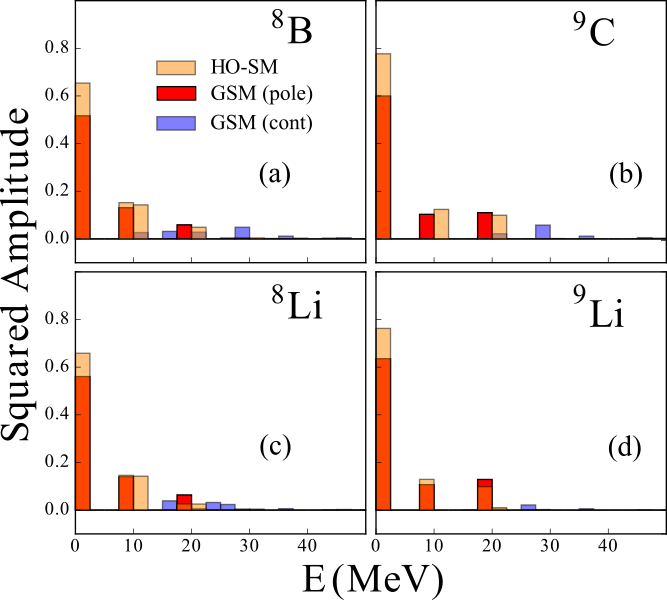 ⁸B
⁹C
HO-SM
GSM (pole)
GSM (cont)
(a)
(b)
0.8
0.6
0.4
0.2
0.0
⁸Li
⁹Li
(c)
(d)
0.8
0.6
0.4
0.2
0.0
0 10 20 30 40
0 10 20 30 40
Squared Amplitude
E (MeV)